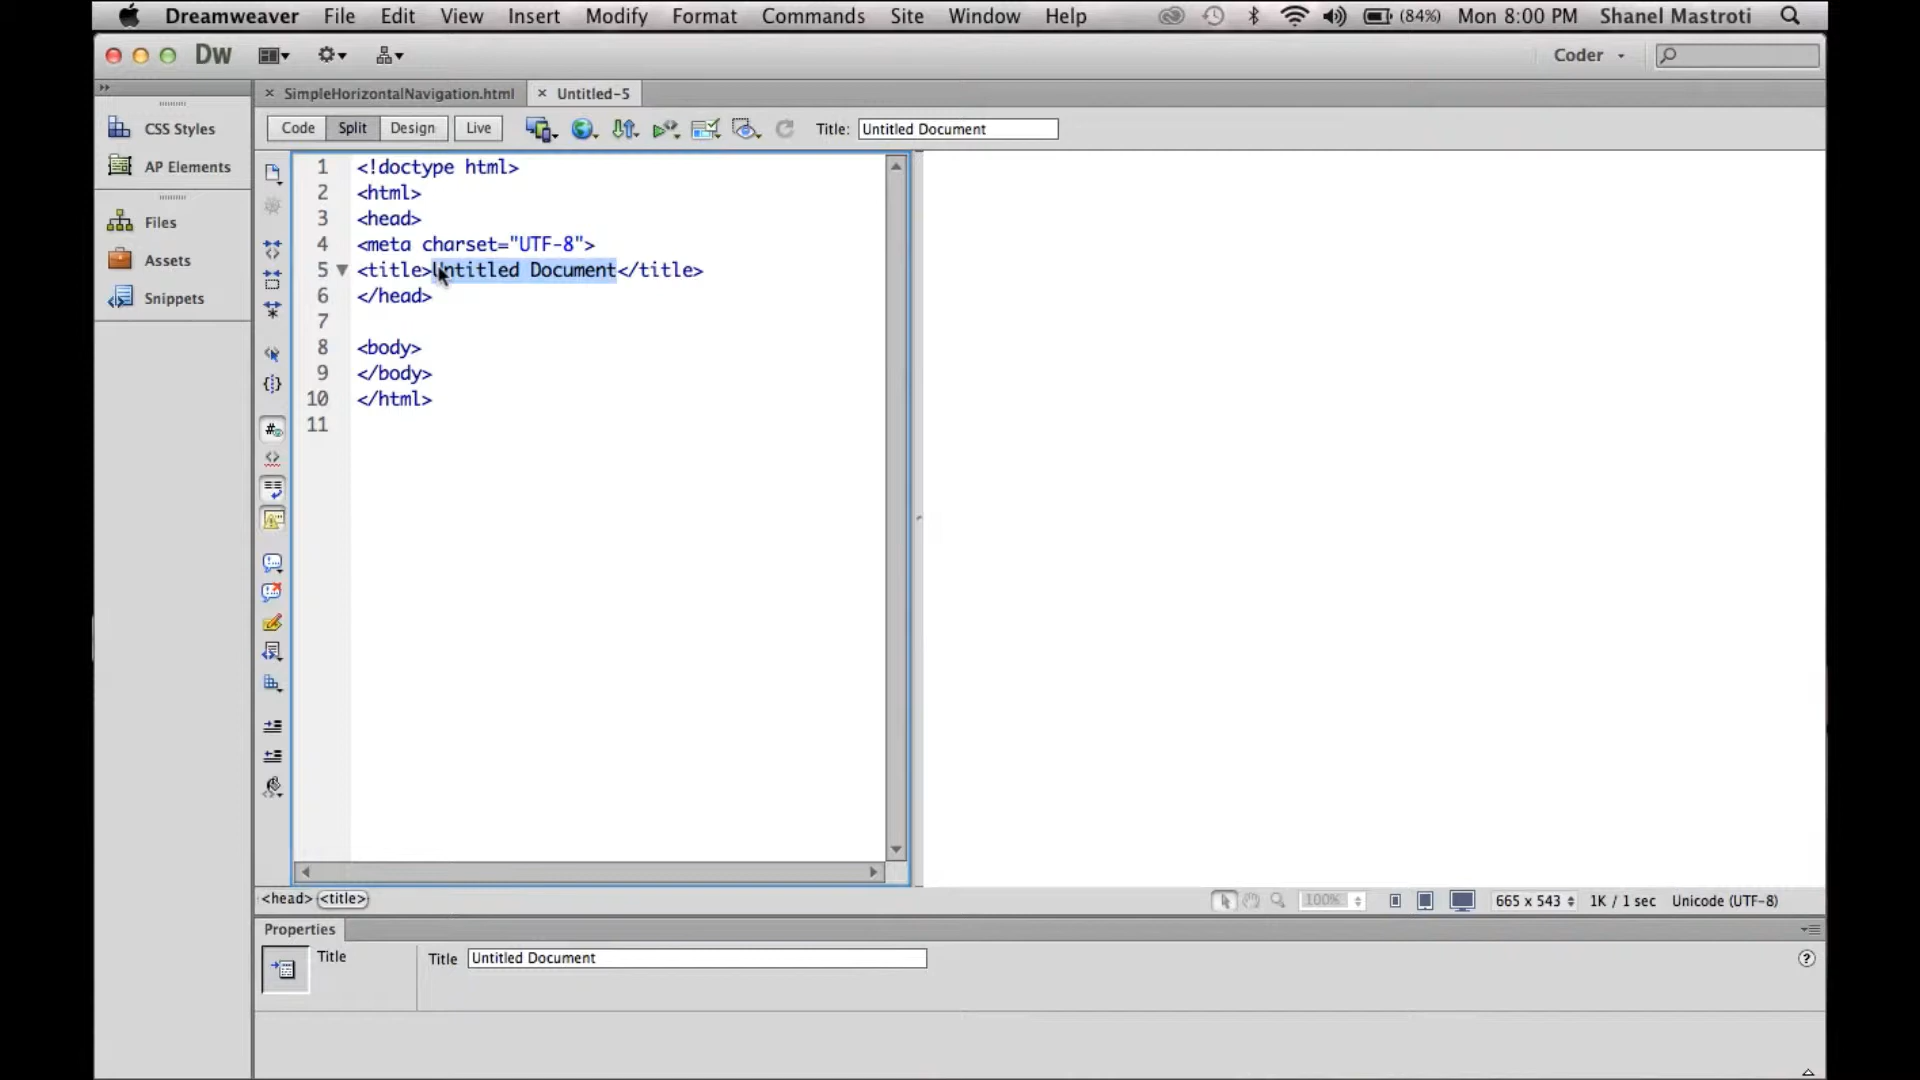 Dreamweaver File Edit View Insert Modify Format Commands Site Window Help (84%) Mon 8:00 PM Shanel Mastroti
Dw Coder
SimpleHorizontalNavigation.html Untitled-5
Code Split Design Live Title: Untitled Document
CSS Styles
AP Elements
Files
Assets
Snippets
1 <!doctype html>
2 <html>
3 <head>
4 <meta charset="UTF-8">
5 <title>Untitled Document</title>
6 </head>
7
8 <body>
9 </body>
10 </html>
11
<head> <title> 100% 665 x 543 1K / 1 sec Unicode (UTF-8)
Properties
Title Title Untitled Document